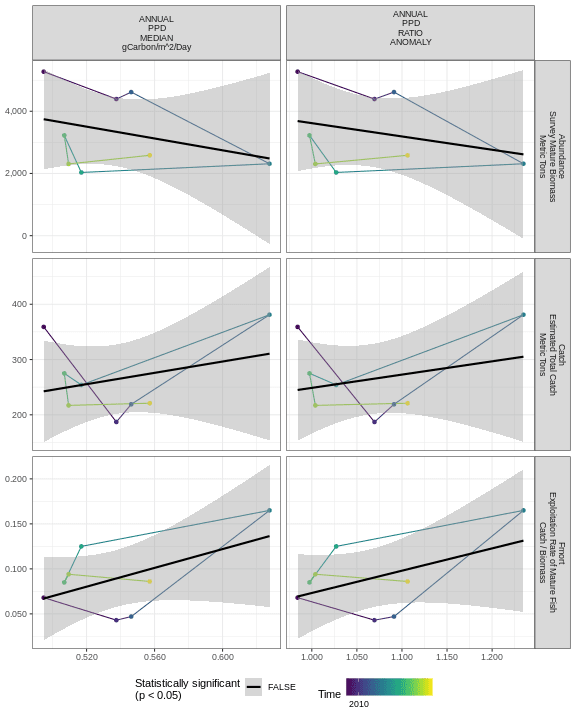 ANNUAL
PPD
MEDIAN
gCarbon/m^2/Day
ANNUAL
PPD
RATIO
ANOMALY
4,000
2,000
0
Abundance
Survey Mature Biomass
Metric Tons
400
300
200
Catch
Estimated Total Catch
Metric Tons
0.200
0.150
0.100
0.050
Fmort
Exploitation Rate of Mature Fish
Catch / Biomass
0.520 0.560 0.600
1.000 1.050 1.100 1.200
Statistically significant
(p < 0.05)
FALSE
Time
2010